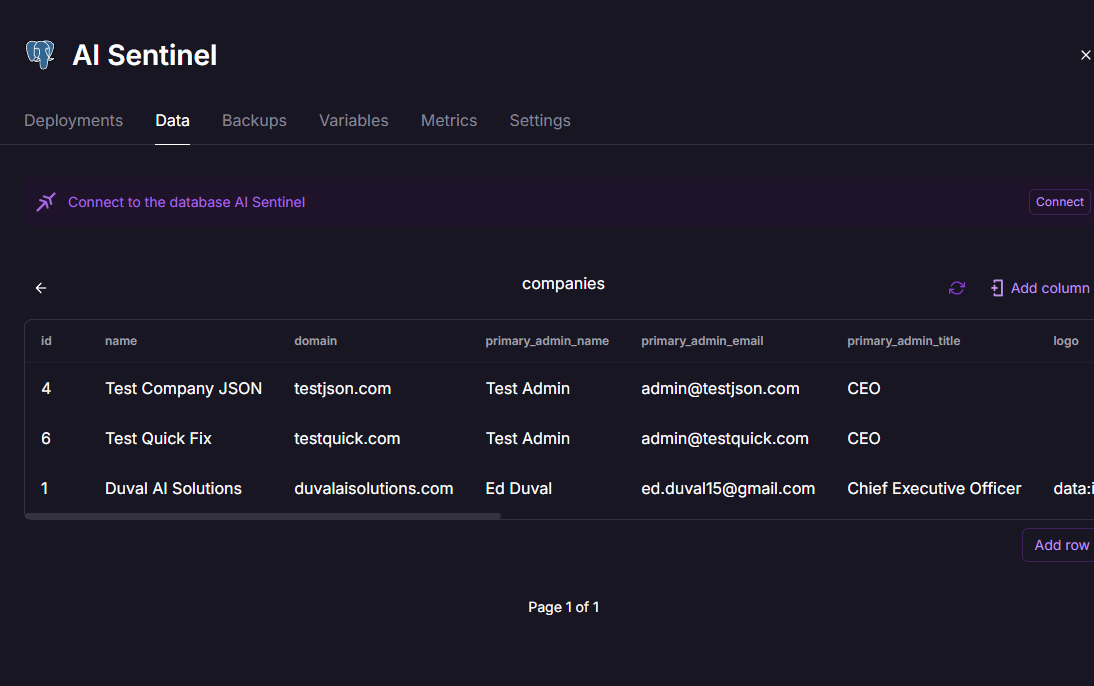 AI Sentinel
Deployments Data Backups Variables Metrics Settings
Connect to the database AI Sentinel Connect
companies Add column
id name domain primary_admin_name primary_admin_email primary_admin_title logo
4 Test Company JSON testjson.com Test Admin admin@testjson.com CEO
6 Test Quick Fix testquick.com Test Admin admin@testquick.com CEO
1 Duval AI Solutions duvalaisolutions.com Ed Duval ed.duval15@gmail.com Chief Executive Officer data:i
Add row
Page 1 of 1